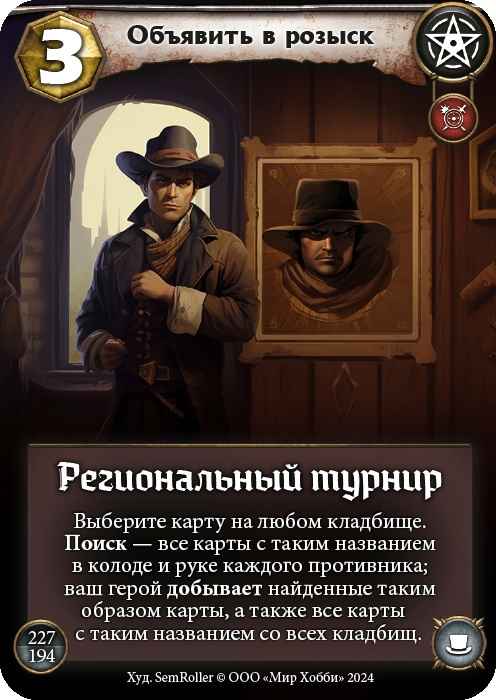 3
Объявить в розыск
Региональный турнир
Выберите карту на любом кладбище.
Поиск — все карты с таким названием
в колоде и руке каждого противника;
ваш герой добывает найденные таким
образом карты, а также все карты
с таким названием со всех кладбищ.
227
194
Худ. SemRoller © ООО «Мир Хобби» 2024